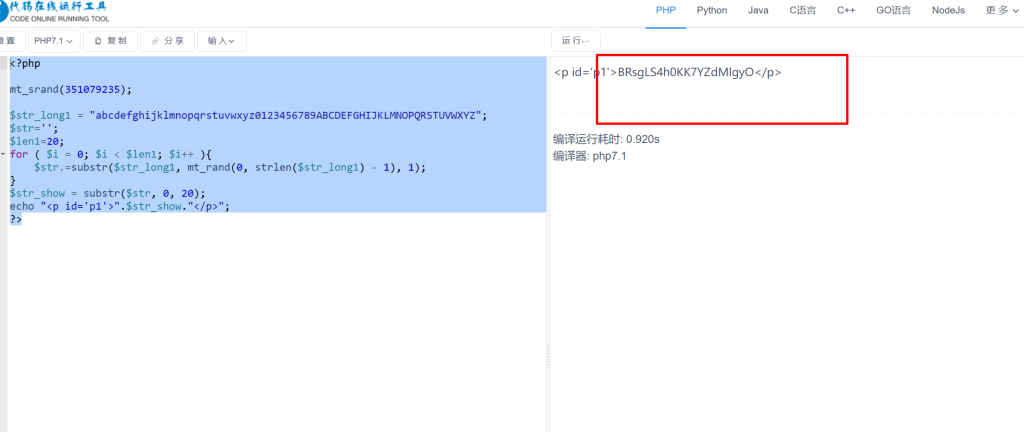 代码在线运行工具
CODE ONLINE RUNNING TOOL
PHP Python Java C语言 C++ GO语言 NodeJs 更多
置 PHP7.1 复制 分享 输入 运行
<?php
mt_srand(351079235);
$str_long1 = "abcdefghijklmnopqrstuvwxyz0123456789ABCDEFGHIJKLMNOPQRSTUVWXYZ";
$str='';
$len1=20;
for ( $i = 0; $i < $len1; $i++ ){
    $str.=substr($str_long1, mt_rand(0, strlen($str_long1) - 1), 1);
}
$str_show = substr($str, 0, 20);
echo "<p id='p1'>".$str_show."</p>";
?>
<p id='p1'>BRsgLS4h0KK7YZdMlgyO</p>
编译运行耗时: 0.920s
编译器: php7.1